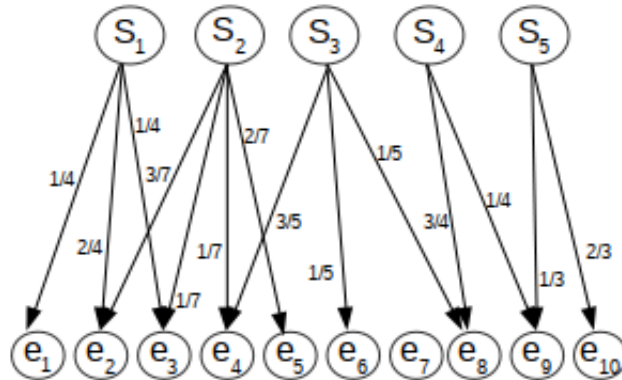 S1 S2 S3 S4 S5
1/4 2/7
3/7 1/5
1/4
3/4 1/4
2/4 1/7 3/5 2/3
1/5 1/3
1/7
e1 e2 e3 e4 e5 e6 e7 e8 e9 e10